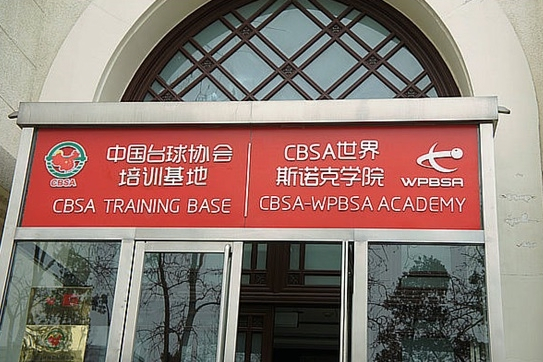 中国台球协会
培训基地
CBSA TRAINING BASE
CBSA
CBSA世界
斯诺克学院
CBSA-WPBSA ACADEMY
WPBSA